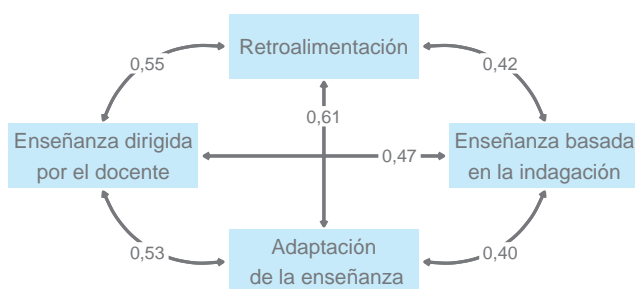 Retroalimentación
0,55
0,42
0,61
Enseñanza dirigida
por el docente
0,47
Enseñanza basada
en la indagación
0,53
0,40
Adaptación
de la enseñanza